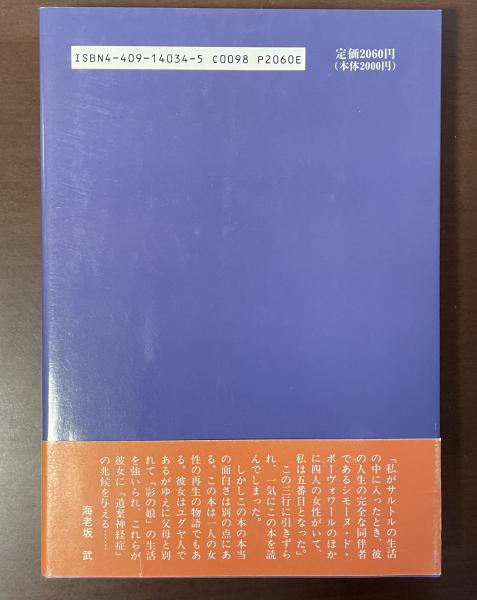 ISBN4-409-14034-5 C0098 P2060E
定価2060円
(本体2000円)
「私がサルトルの生活
の中に入ったとき、彼
の人生の完全な同伴者
であるシモーヌ・ド・
ボーヴォワールのほか
に四人の女性がいて、
私は五番目となった」
この三行に引きずら
れ、一気にこの本を読
んでしまった。
しかしこの本の本当
の面白さは別の点にあ
る。この本は一人の女
性の再生の物語でもあ
る。彼女はユダヤ人で
あるがゆえに父母と別
れて『影の娘』の生活
を強いられ、これらが
彼女に「遺棄神経症」
の兆候を与える……
海老坂 武